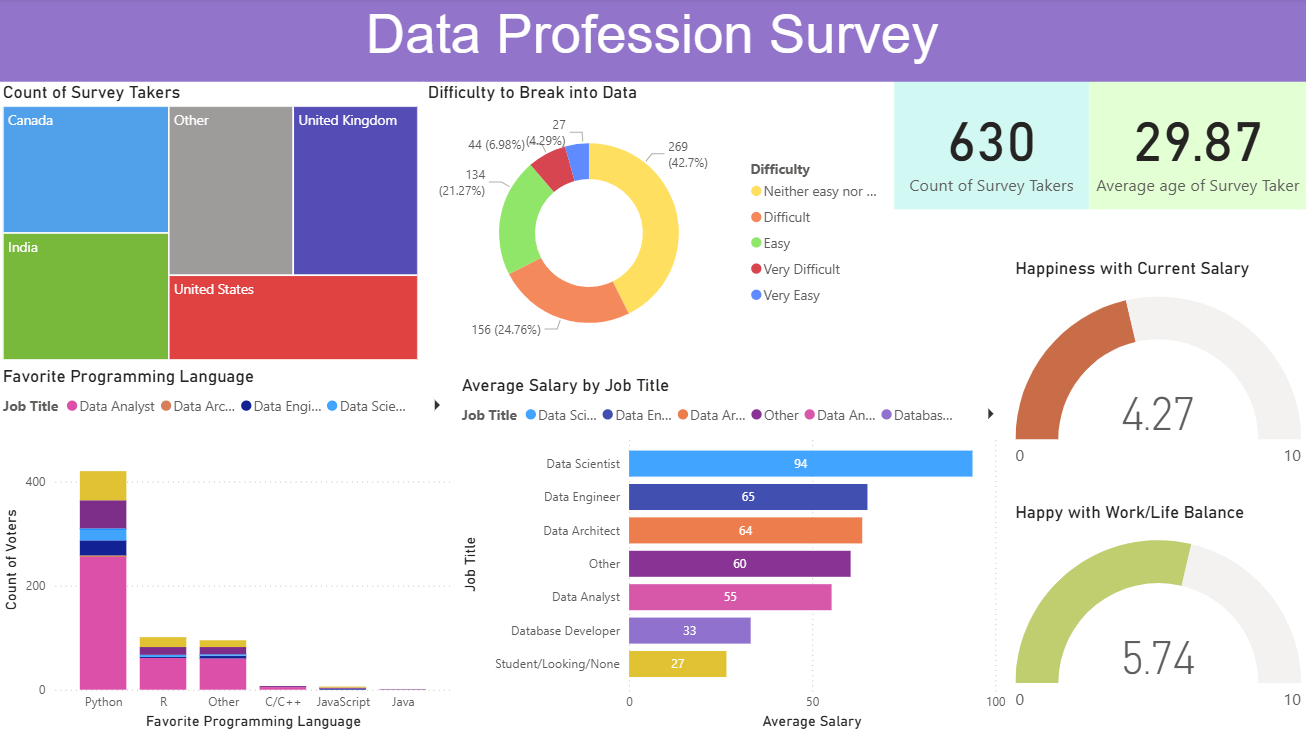 Data Profession Survey
Count of Survey Takers
Canada
Other
United Kingdom
India
United States
Difficulty to Break into Data
27
(4.29%)
44 (6.98%)
269
(42.7%)
134
(21.27%)
156 (24.76%)
Difficulty
Neither easy nor ...
Difficult
Easy
Very Difficult
Very Easy
630
Count of Survey Takers
29.87
Average age of Survey Taker
Happiness with Current Salary
4.27
0
10
Favorite Programming Language
Job Title
Data Analyst
Data Arc...
Data Engi...
Data Scie...
Count of Voters
400
200
0
Python
R
Other
C/C++
JavaScript
Java
Favorite Programming Language
Average Salary by Job Title
Job Title
Data Sci...
Data En...
Data Ar...
Other
Data An...
Databas...
Job Title
Data Scientist
94
Data Engineer
65
Data Architect
64
Other
60
Data Analyst
55
Database Developer
33
Student/Looking/None
27
0
50
100
Average Salary
Happy with Work/Life Balance
5.74
0
10